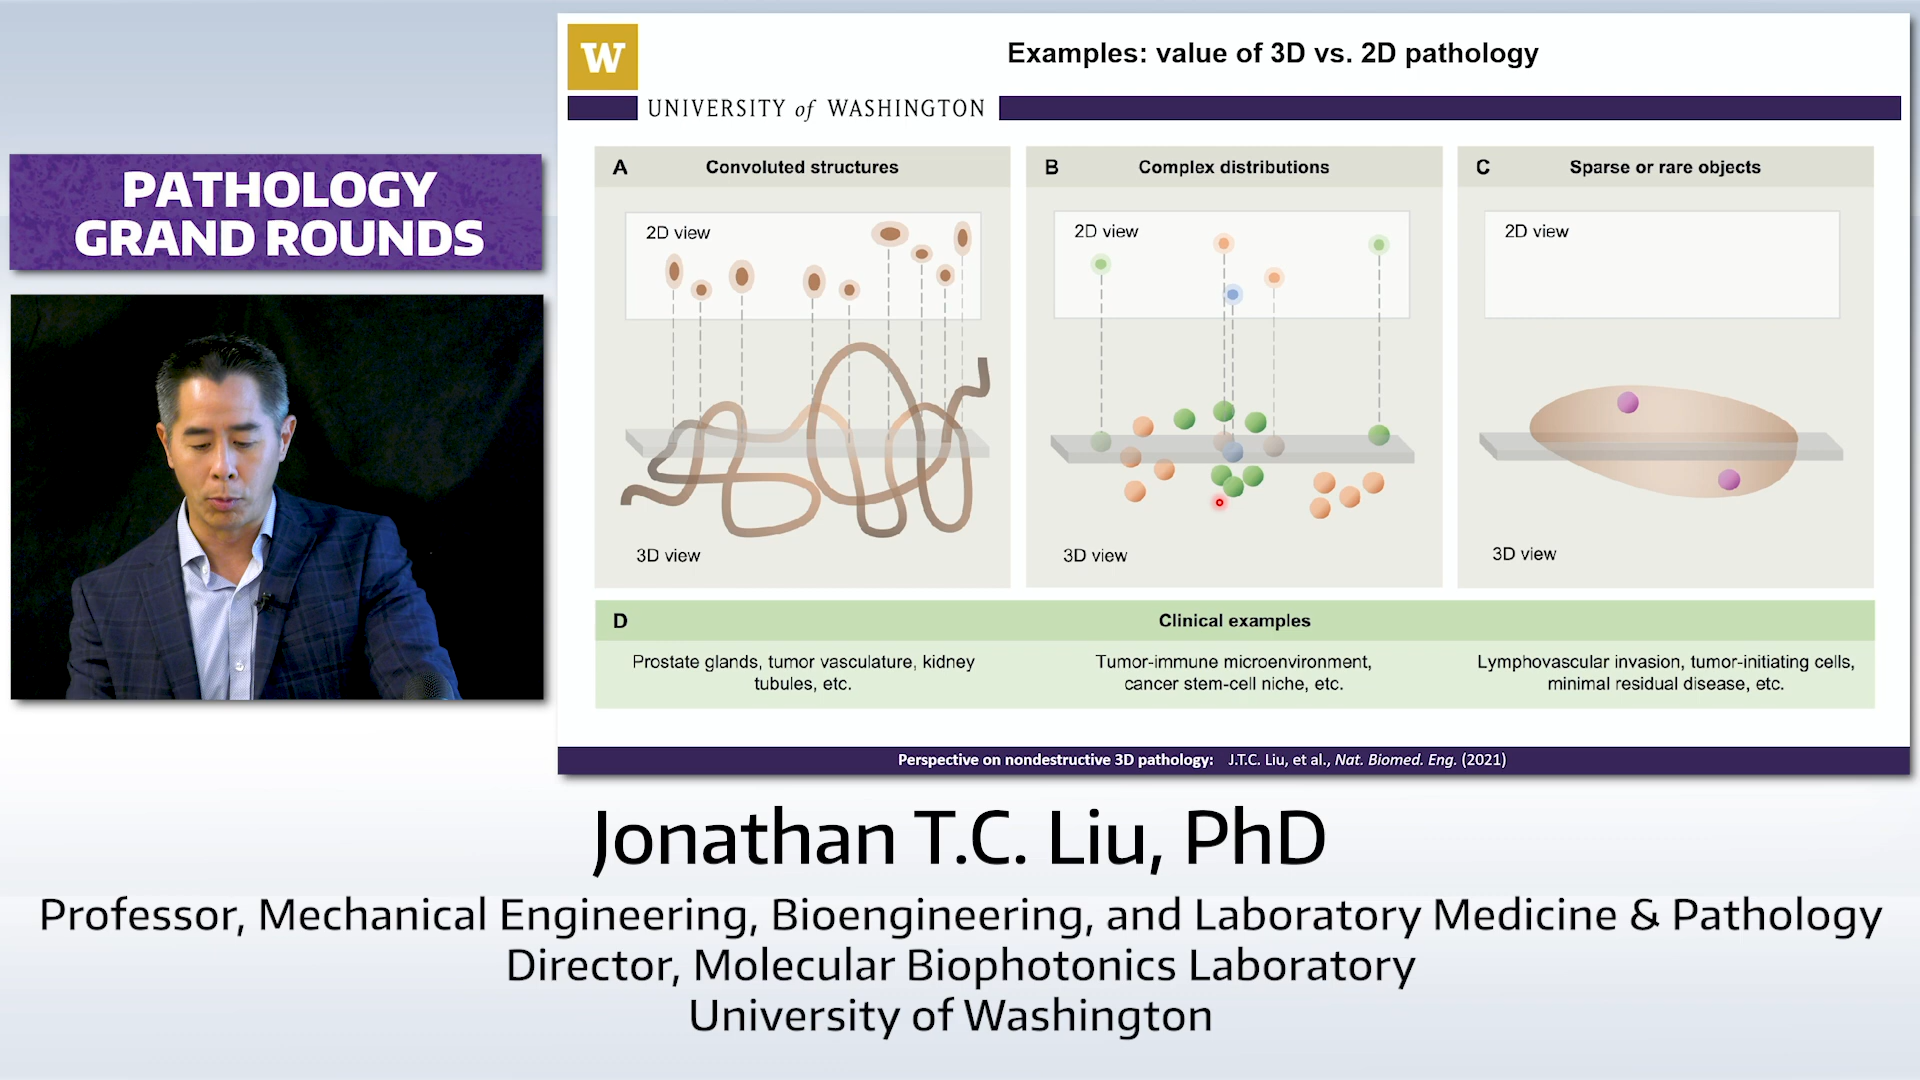 PATHOLOGY
GRAND ROUNDS
W
UNIVERSITY of WASHINGTON
Examples: value of 3D vs. 2D pathology
A Convoluted structures
2D view
3D view
B Complex distributions
2D view
3D view
C Sparse or rare objects
2D view
3D view
D Clinical examples
Prostate glands, tumor vasculature, kidney
tubules, etc.
Tumor-immune microenvironment,
cancer stem-cell niche, etc.
Lymphovascular invasion, tumor-initiating cells,
minimal residual disease, etc.
Perspective on nondestructive 3D pathology: J.T.C. Liu, et al., Nat. Biomed. Eng. (2021)
Jonathan T.C. Liu, PhD
Professor, Mechanical Engineering, Bioengineering, and Laboratory Medicine & Pathology
Director, Molecular Biophotonics Laboratory
University of Washington